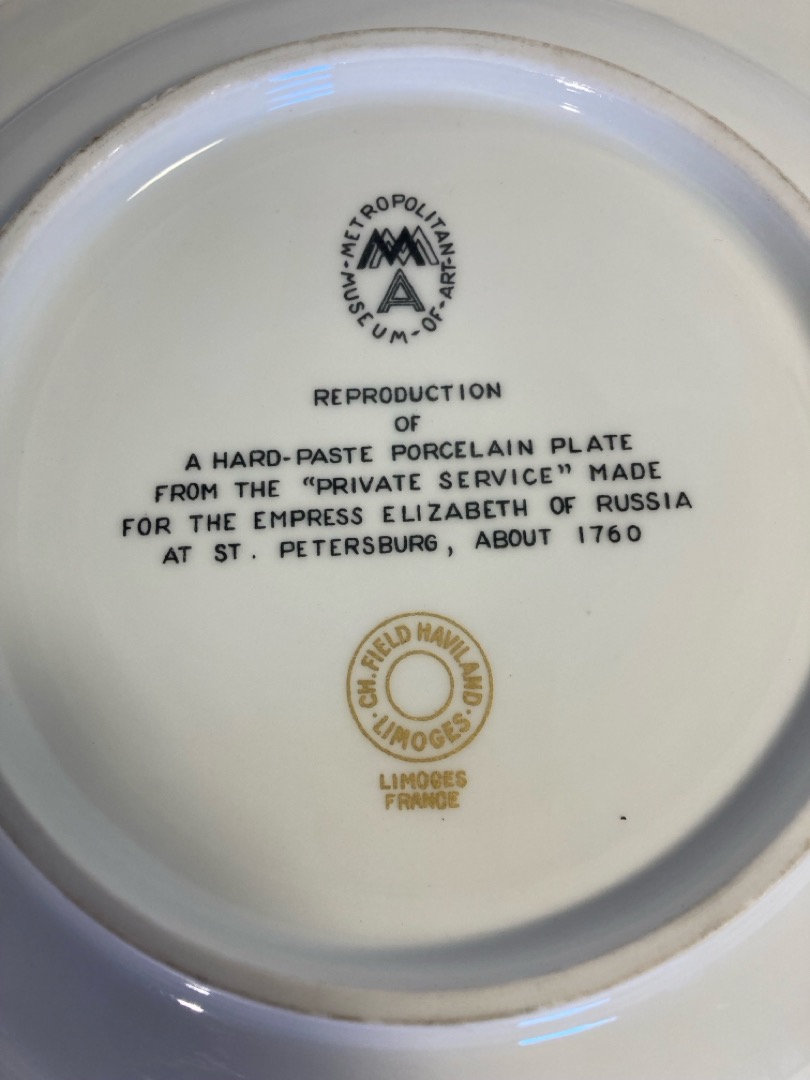 METROPOLITAN-MUSEUM-OF-ART-
MMA
REPRODUCTION
OF
A HARD-PASTE PORCELAIN PLATE
FROM THE “PRIVATE SERVICE” MADE
FOR THE EMPRESS ELIZABETH OF RUSSIA
AT ST. PETERSBURG, ABOUT 1760
CH. FIELD HAVILAND
· LIMOGES ·
LIMOGES
FRANCE